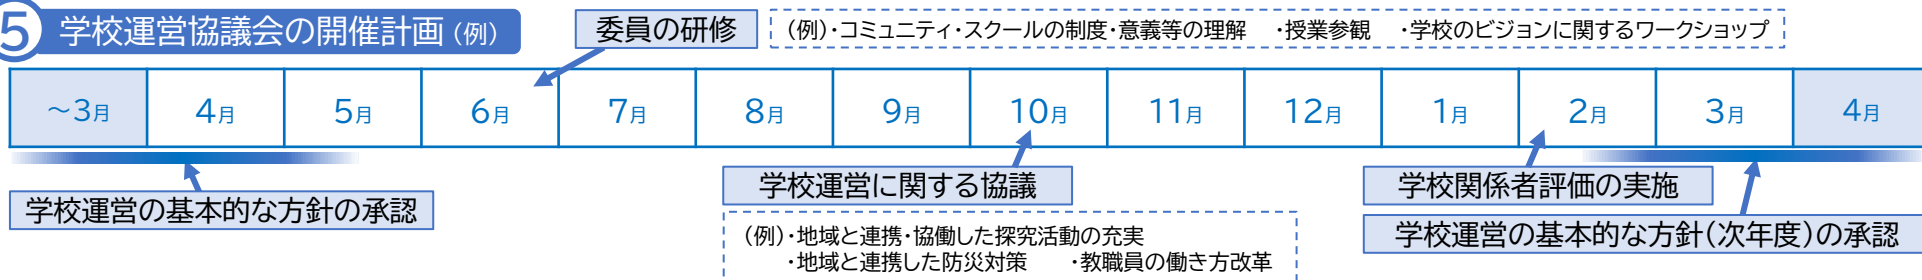 5 学校運営協議会の開催計画(例)
委員の研修
(例)・コミュニティ・スクールの制度・意義等の理解 ・授業参観 ・学校のビジョンに関するワークショップ
～3月 4月 5月 6月 7月 8月 9月 10月 11月 12月 1月 2月 3月 4月
学校運営の基本的な方針の承認
学校運営に関する協議
(例)・地域と連携・協働した探究活動の充実
・地域と連携した防災対策 ・教職員の働き方改革
学校関係者評価の実施
学校運営の基本的な方針(次年度)の承認